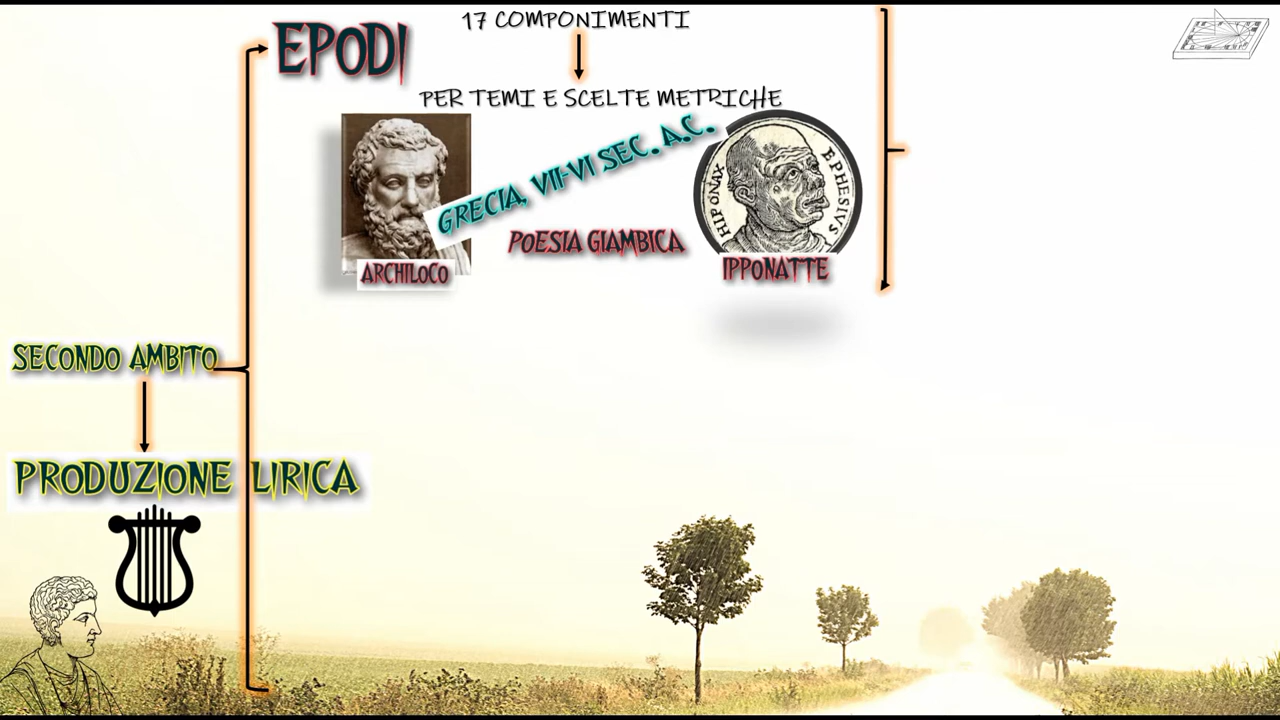 17 COMPONIMENTI
EPODI
PER TEMI E SCELTE METRICHE
GRECIA, VII-VI SEC. A.C.
HIPONAX EPHESIVS
POESIA GIAMBICA
ARCHILOCO
IPPONATTE
SECONDO AMBITO
PRODUZIONE LIRICA